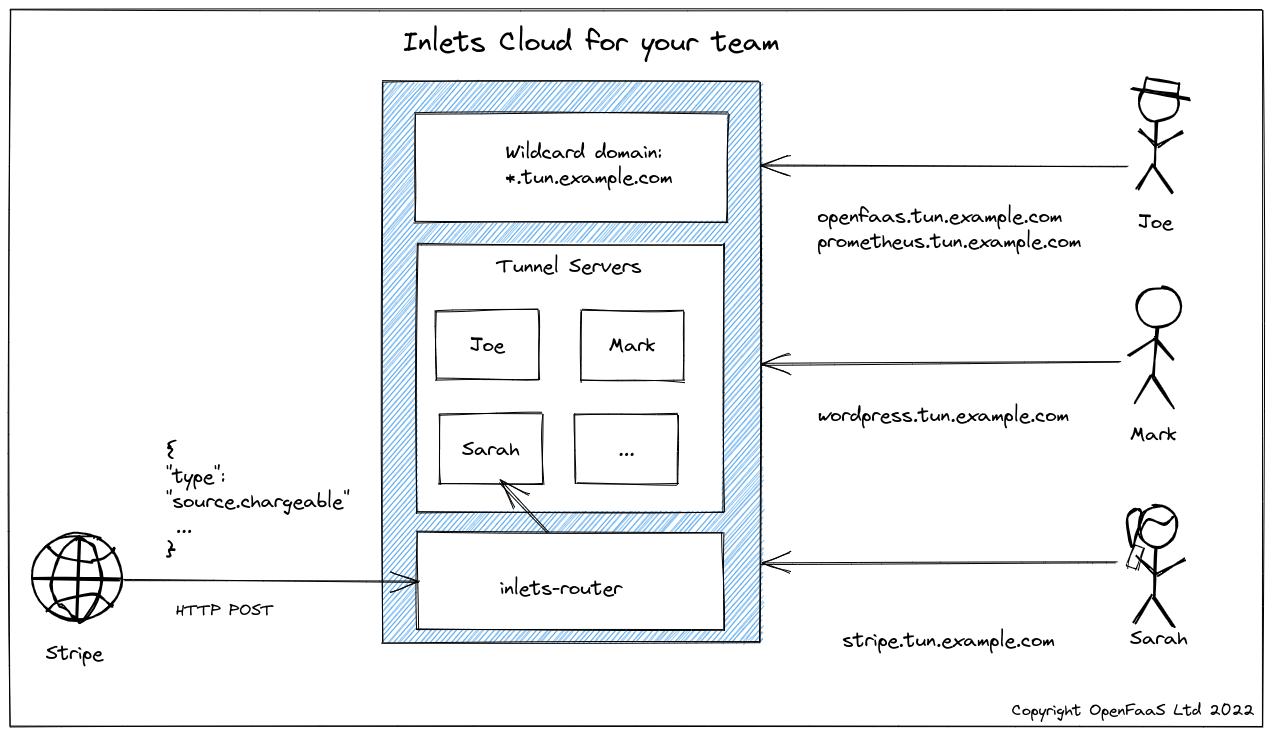 Inlets Cloud for your team
Wildcard domain:
*.tun.example.com
openfaas.tun.example.com
prometheus.tun.example.com
Joe
Tunnel Servers
Joe
Mark
Sarah
...
wordpress.tun.example.com
Mark
{
"type":
"source.chargeable"
...
}
HTTP POST
Stripe
inlets-router
stripe.tun.example.com
Sarah
Copyright OpenFaaS Ltd 2022